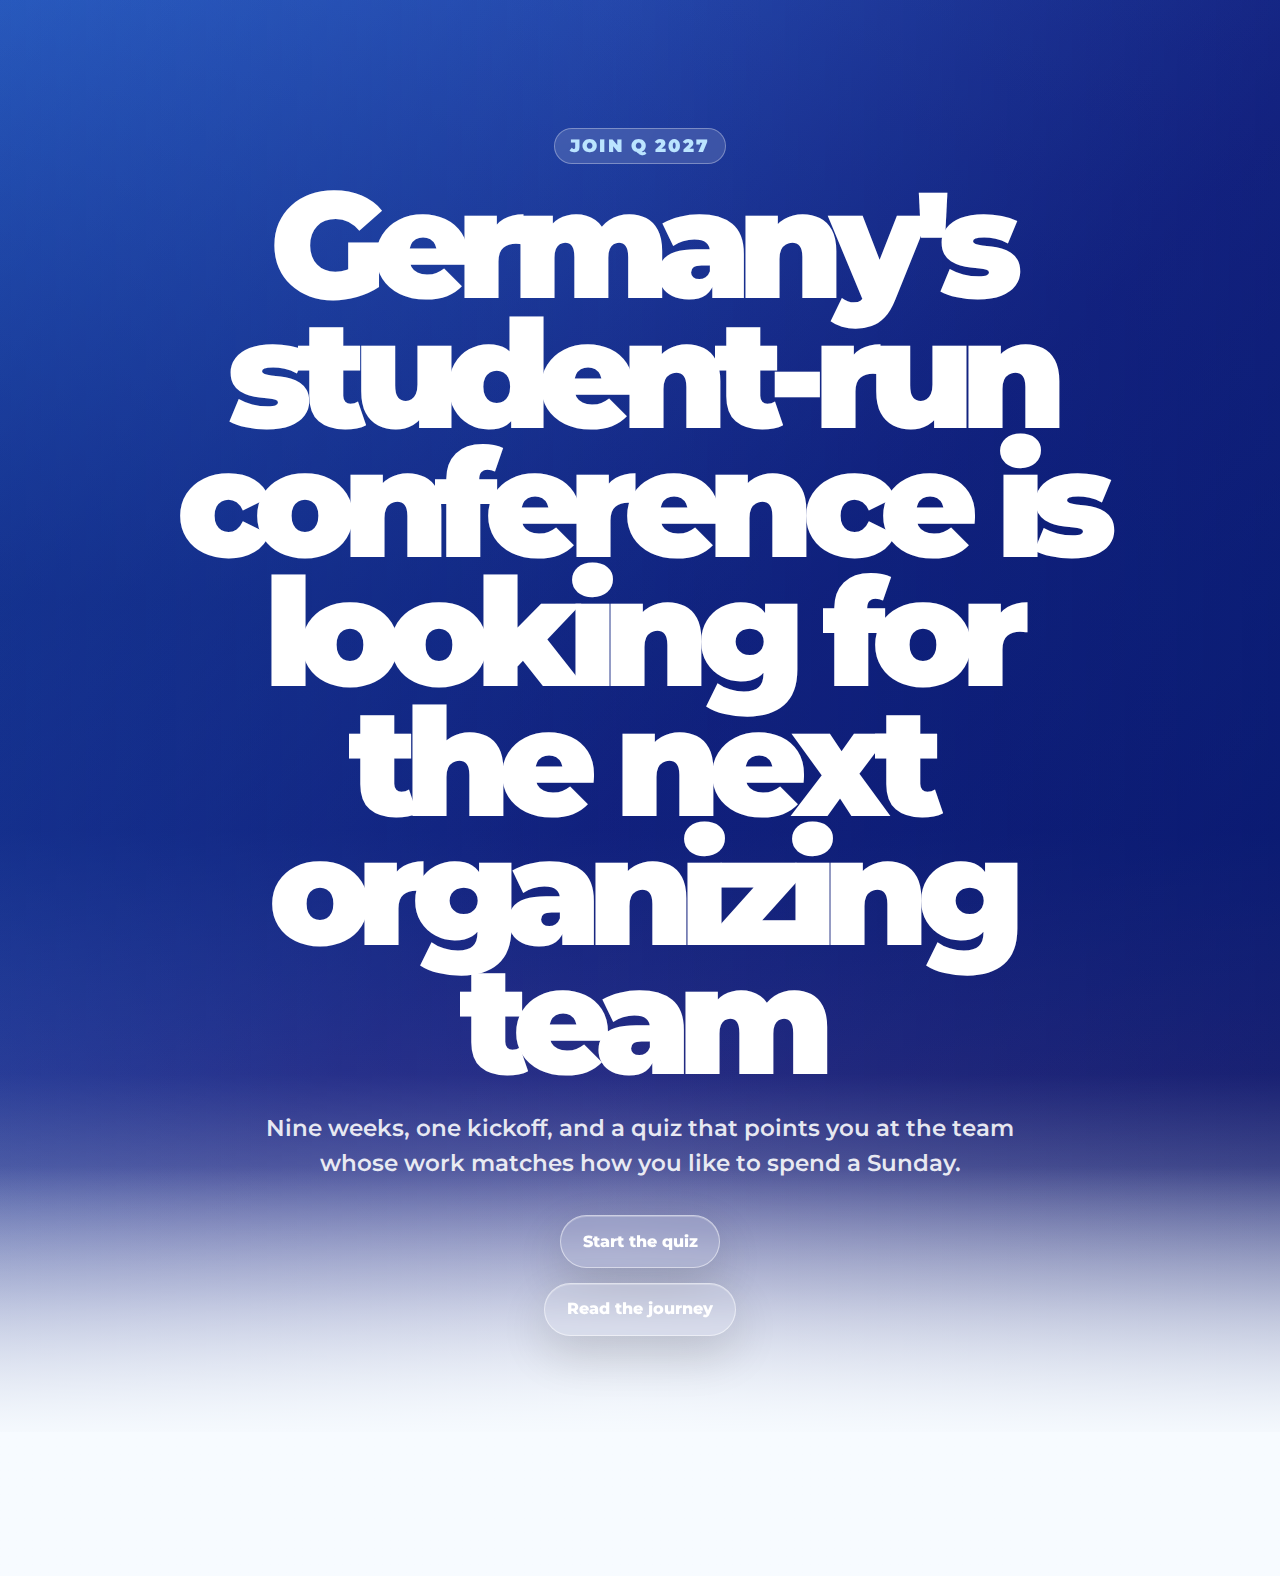 JOIN Q 2027
Germany's
student-run
conference is
looking for
the next
organizing
team
Nine weeks, one kickoff, and a quiz that points you at the team
whose work matches how you like to spend a Sunday.
Start the quiz
Read the journey